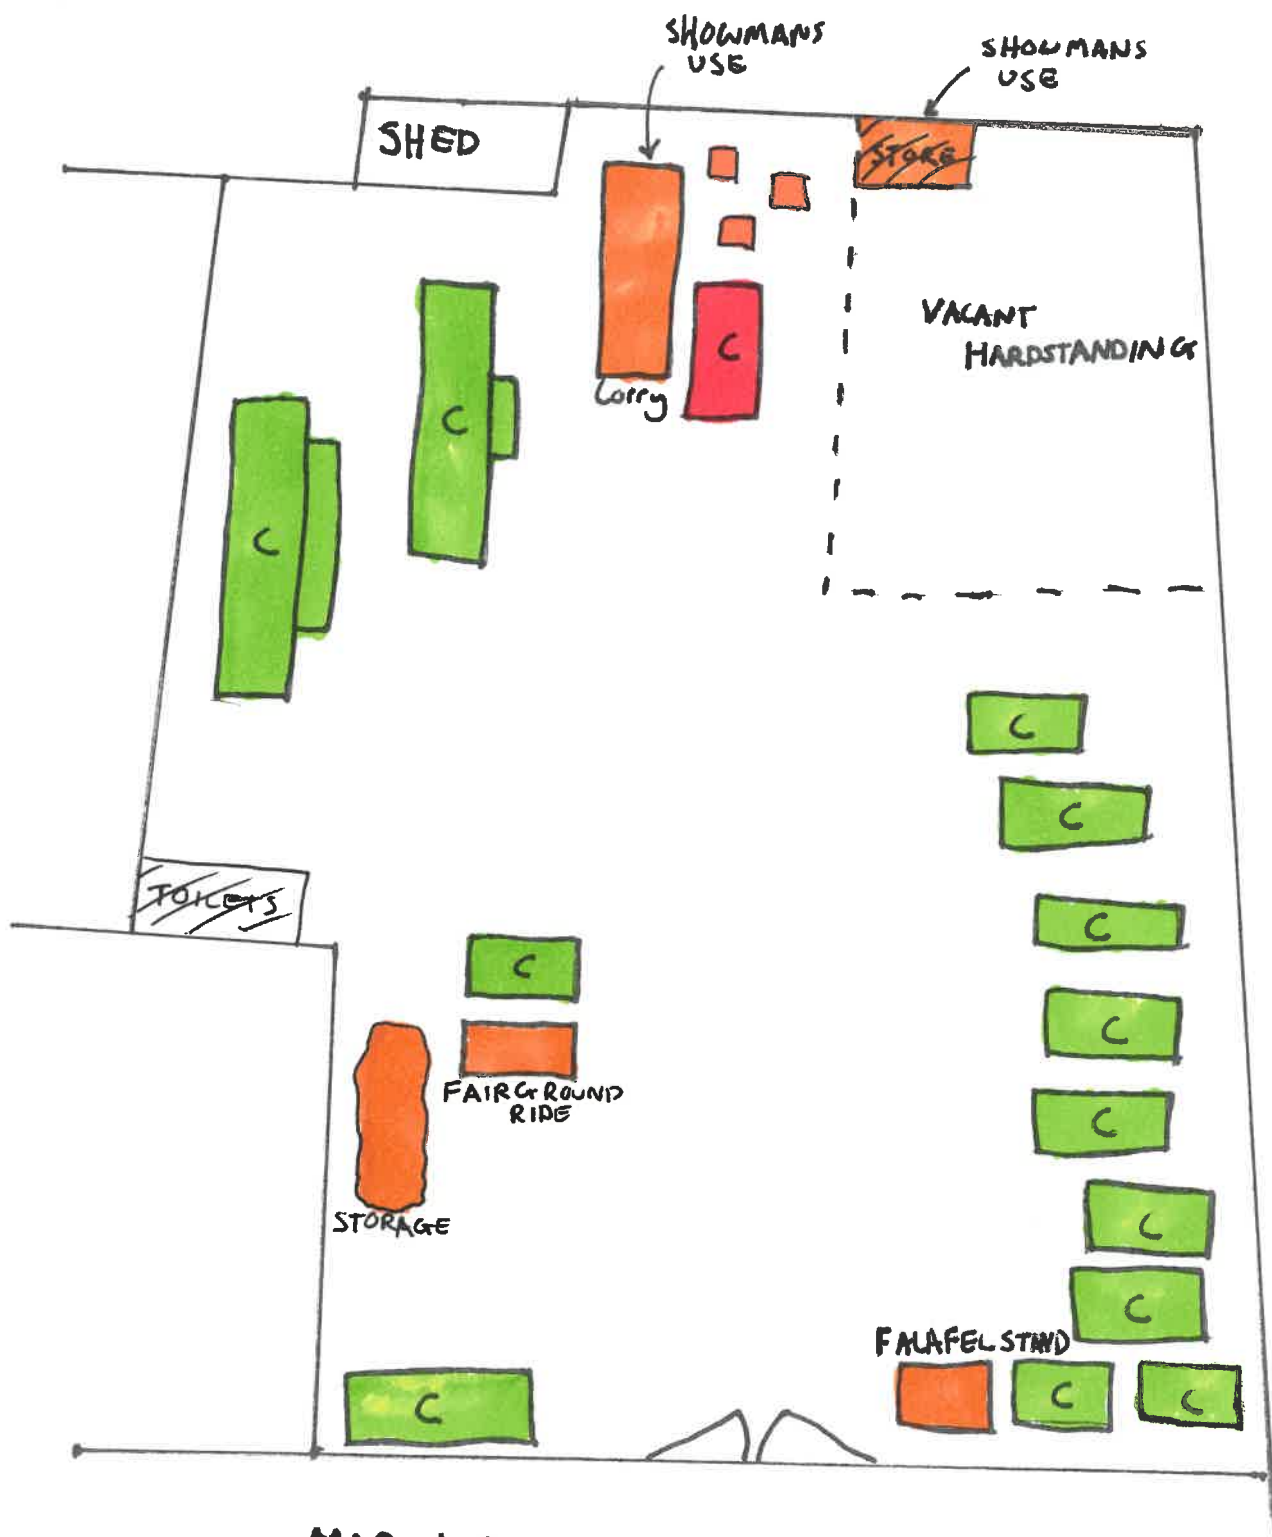 SHOWMANS
USE
SHOWMANS
USE
SHED
STORE
VACANT
HARDSTANDING
C
Lorry
C
C
C
C
TOILETS
C
C
C
FAIRGROUND
RIDE
C
C
STORAGE
C
C
FALAFEL STAND
C
C
C